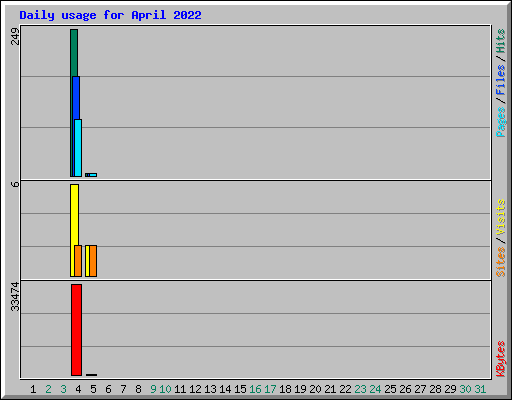 Daily usage for April 2022
249
Pages/Files/Hits
6
Sites/Visits
33474
KBytes
1 2 3 4 5 6 7 8 9 10 11 12 13 14 15 16 17 18 19 20 21 22 23 24 25 26 27 28 29 30 31